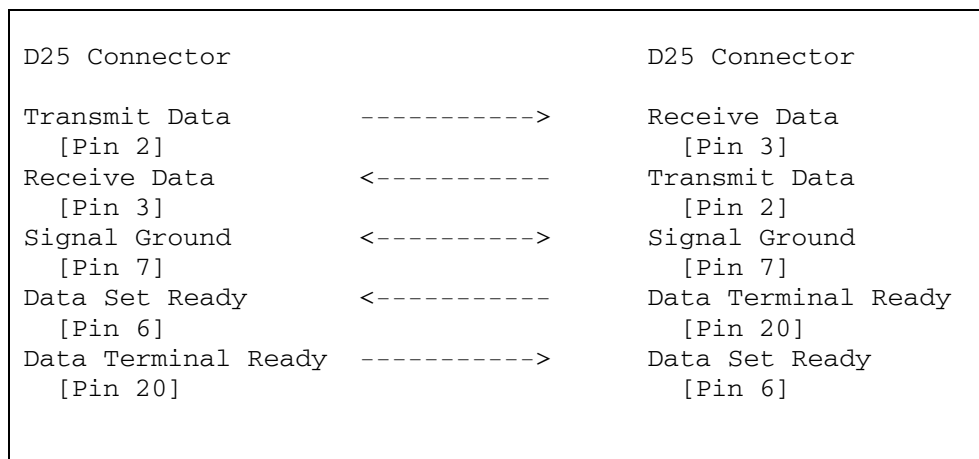 D25 Connector                         D25 Connector
Transmit Data        ----------->     Receive Data
  [Pin 2]                               [Pin 3]
Receive Data         <-----------     Transmit Data
  [Pin 3]                               [Pin 2]
Signal Ground        <---------->     Signal Ground
  [Pin 7]                               [Pin 7]
Data Set Ready       <-----------     Data Terminal Ready
  [Pin 6]                               [Pin 20]
Data Terminal Ready  ----------->     Data Set Ready
  [Pin 20]                              [Pin 6]